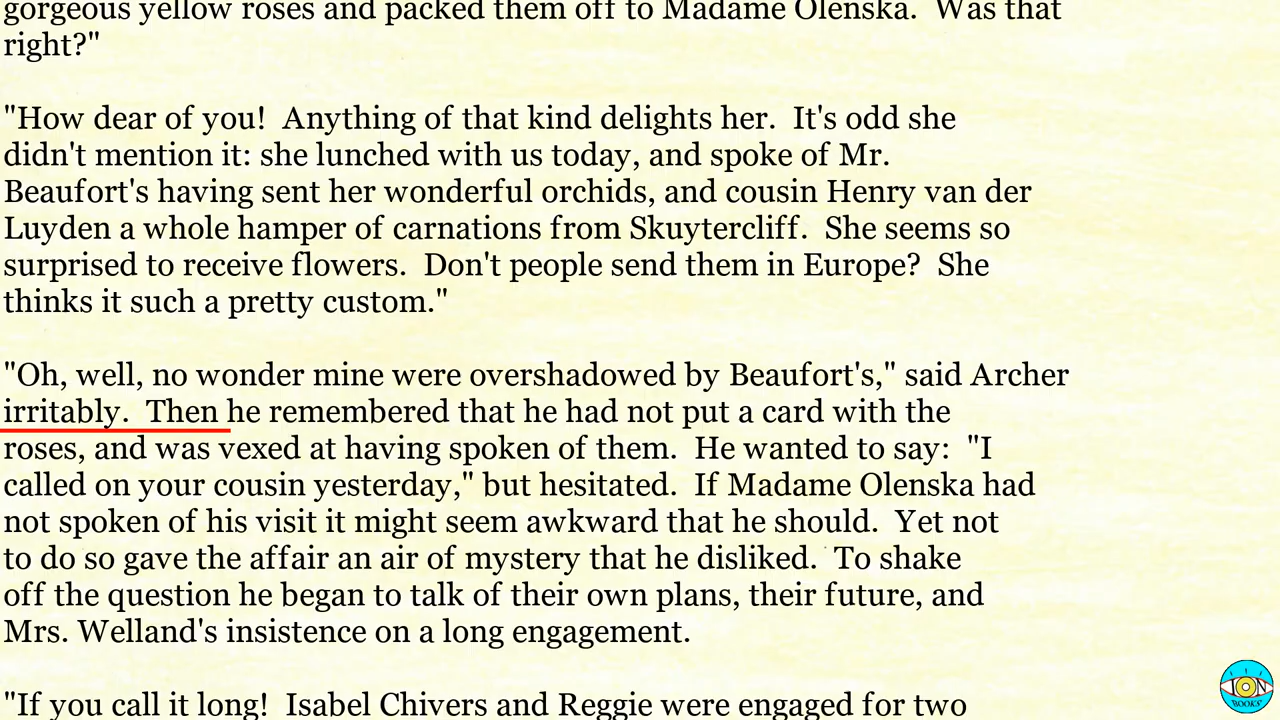 gorgeous yellow roses and packed them off to Madame Olenska.  Was that
right?"
"How dear of you!  Anything of that kind delights her.  It's odd she
didn't mention it: she lunched with us today, and spoke of Mr.
Beaufort's having sent her wonderful orchids, and cousin Henry van der
Luyden a whole hamper of carnations from Skuytercliff.  She seems so
surprised to receive flowers.  Don't people send them in Europe?  She
thinks it such a pretty custom."
"Oh, well, no wonder mine were overshadowed by Beaufort's," said Archer
irritably.  Then he remembered that he had not put a card with the
roses, and was vexed at having spoken of them.  He wanted to say:  "I
called on your cousin yesterday," but hesitated.  If Madame Olenska had
not spoken of his visit it might seem awkward that he should.  Yet not
to do so gave the affair an air of mystery that he disliked.  To shake
off the question he began to talk of their own plans, their future, and
Mrs. Welland's insistence on a long engagement.
"If you call it long!  Isabel Chivers and Reggie were engaged for two
ION
BOOKS